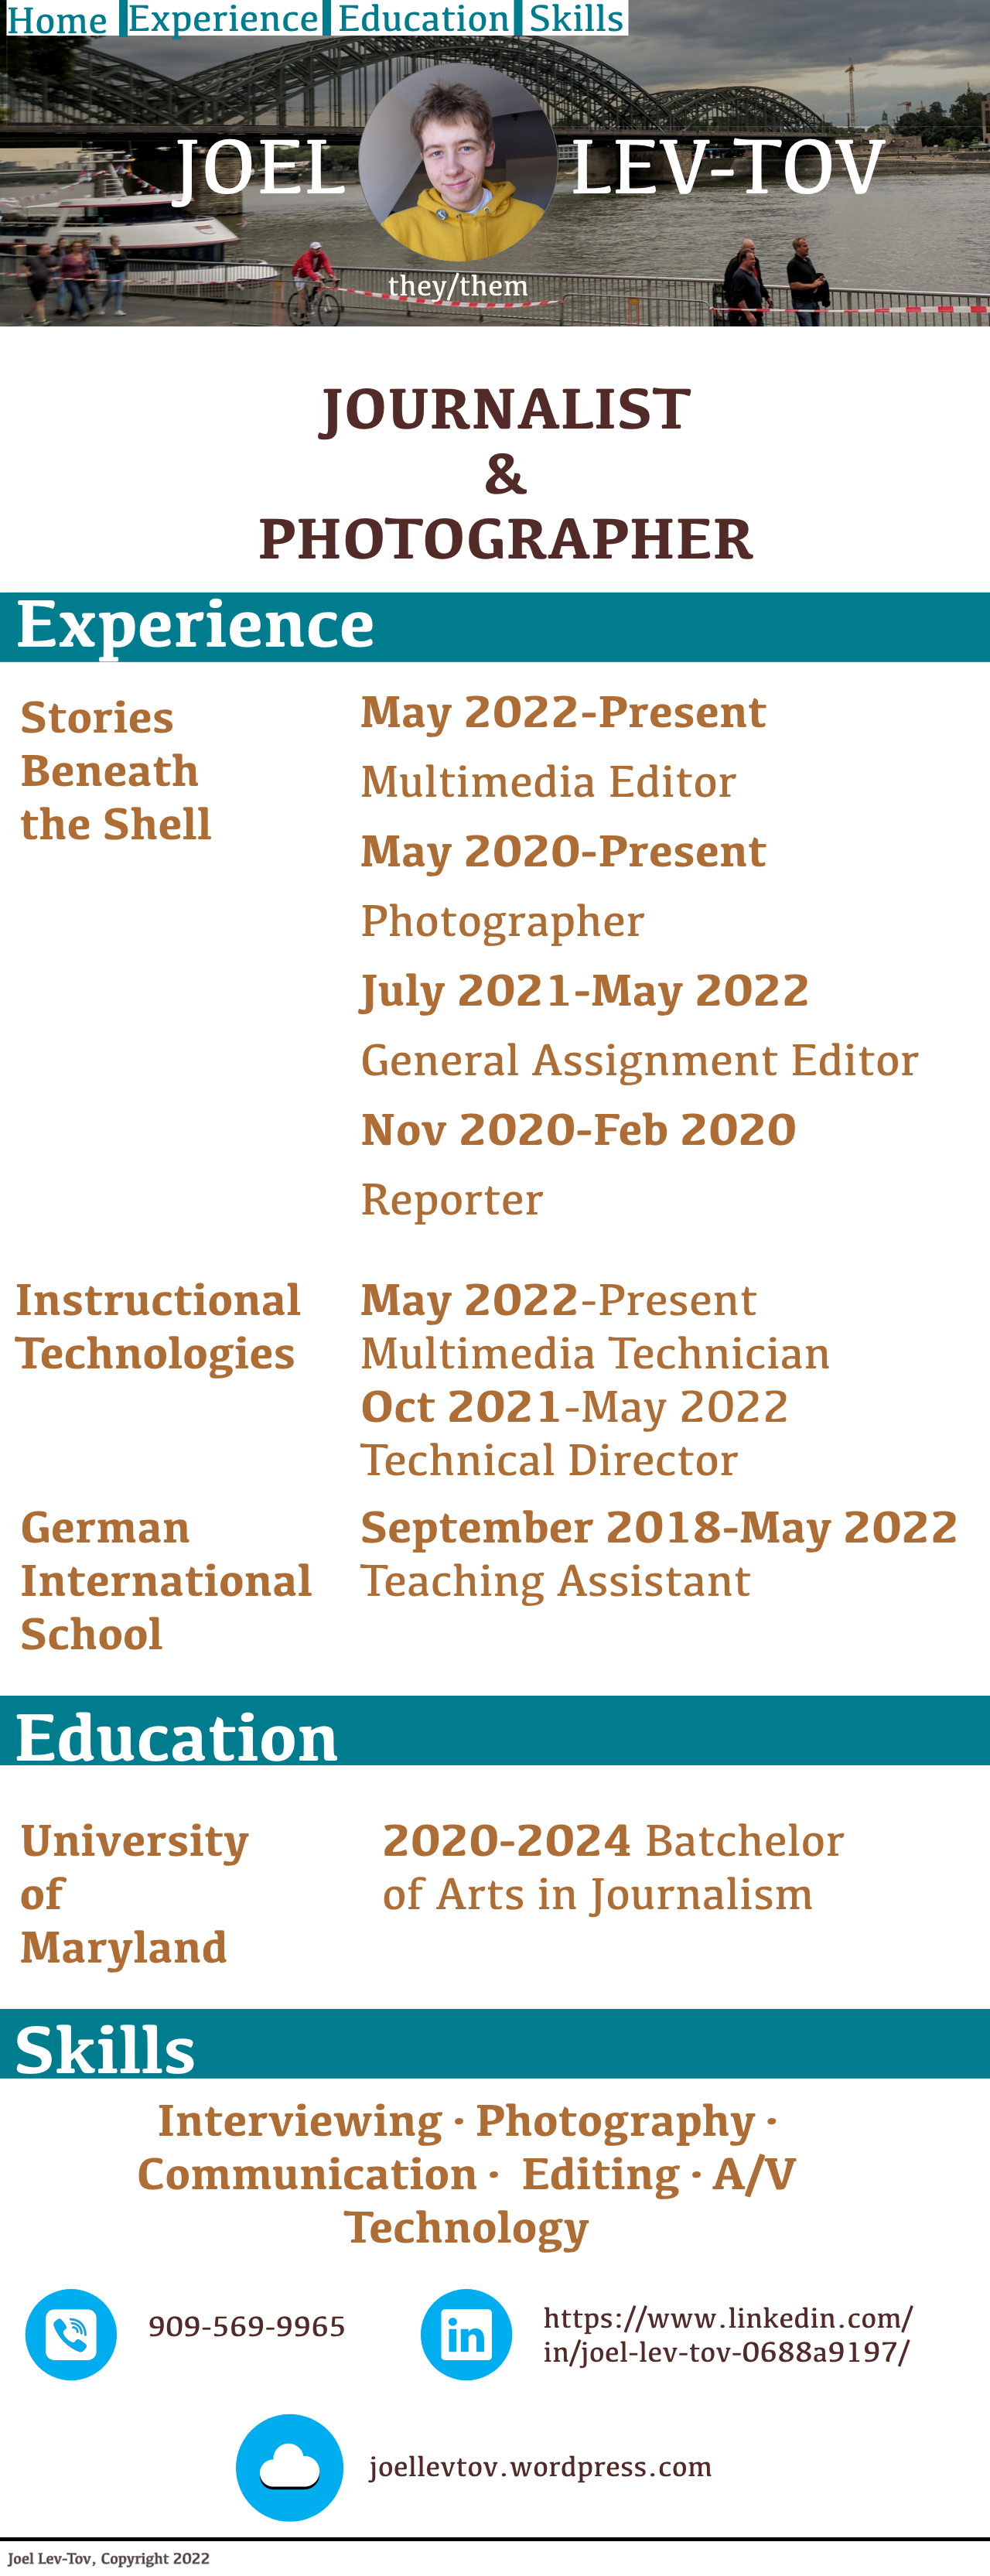 Home Experience Education Skills
JOEL LEV-TOV
they/them
JOURNALIST
&
PHOTOGRAPHER
Experience
Stories
Beneath
the Shell
May 2022-Present
Multimedia Editor
May 2020-Present
Photographer
July 2021-May 2022
General Assignment Editor
Nov 2020-Feb 2020
Reporter
Instructional
Technologies
May 2022-Present
Multimedia Technician
Oct 2021-May 2022
Technical Director
German
International
School
September 2018-May 2022
Teaching Assistant
Education
University
of
Maryland
2020-2024 Batchelor
of Arts in Journalism
Skills
Interviewing · Photography ·
Communication · Editing · A/V
Technology
909-569-9965
in
https://www.linkedin.com/
in/joel-lev-tov-0688a9197/
joellevtov.wordpress.com
Joel Lev-Tov, Copyright 2022